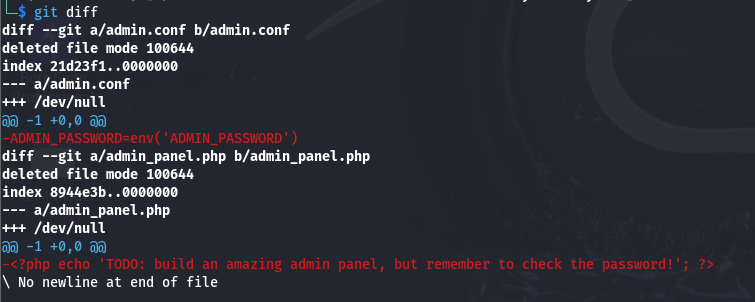 └─$ git diff
diff --git a/admin.conf b/admin.conf
deleted file mode 100644
index 21d23f1..0000000
--- a/admin.conf
+++ /dev/null
@@ -1 +0,0 @@
-ADMIN_PASSWORD=env('ADMIN_PASSWORD')
diff --git a/admin_panel.php b/admin_panel.php
deleted file mode 100644
index 8944e3b..0000000
--- a/admin_panel.php
+++ /dev/null
@@ -1 +0,0 @@
-<?php echo 'TODO: build an amazing admin panel, but remember to check the password!'; ?>
\ No newline at end of file